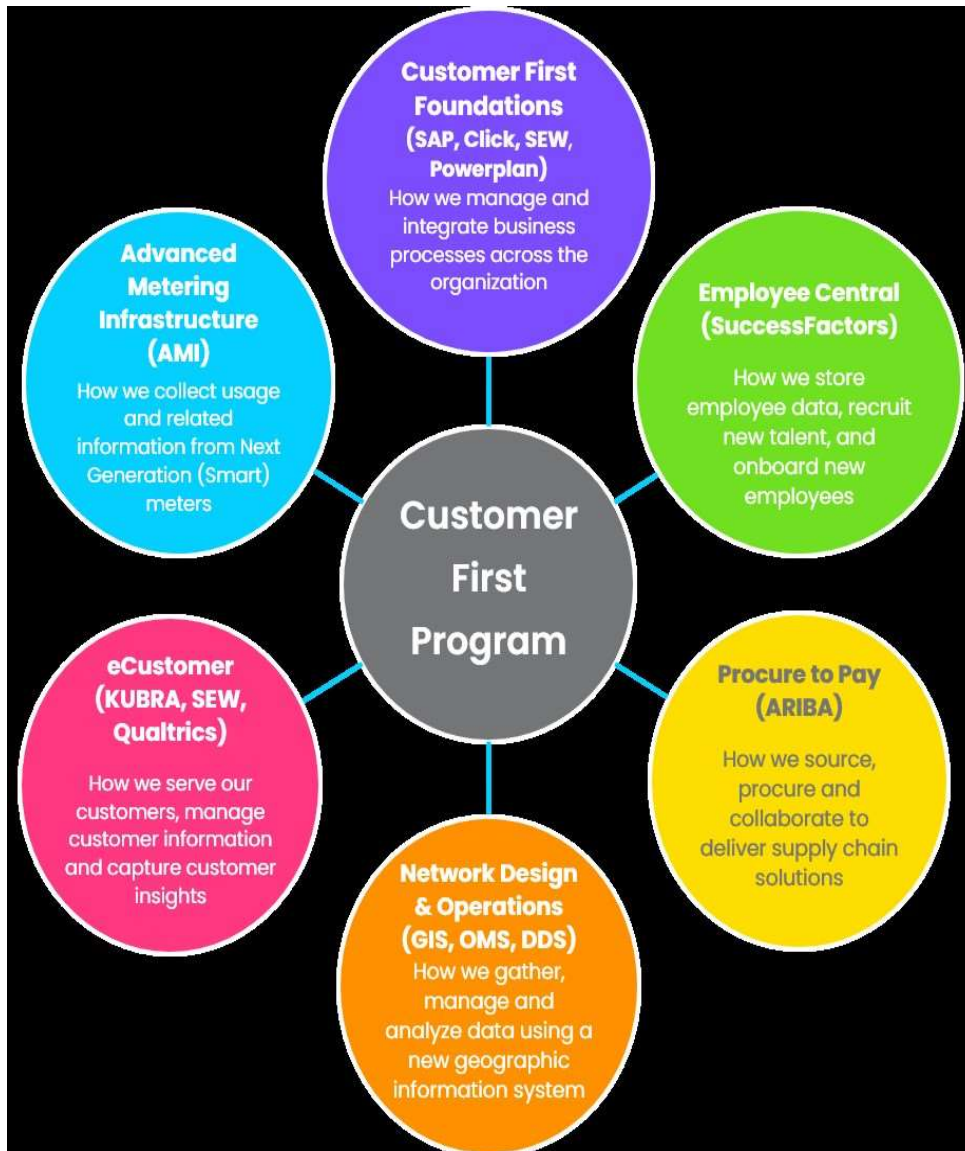 Customer First
Foundations
(SAP, Click, SEW,
Powerplan)
How we manage and
integrate business
processes across the
organization
Advanced
Metering
Infrastructure
(AMI)
How we collect usage
and related
information from Next
Generation (Smart)
meters
Employee Central
(SuccessFactors)
How we store
employee data, recruit
new talent, and
onboard new
employees
Customer
First
Program
eCustomer
(KUBRA, SEW,
Qualtrics)
How we serve our
customers, manage
customer information
and capture customer
insights
Procure to Pay
(ARIBA)
How we source,
procure and
collaborate to
deliver supply chain
solutions
Network Design
& Operations
(GIS, OMS, DDS)
How we gather,
manage and
analyze data using a
new geographic
information system